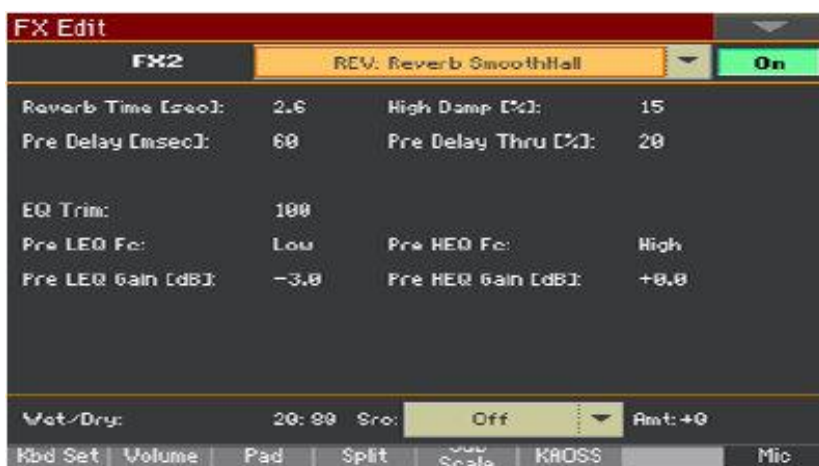 FX Edit
FX2 REV: Reverb SmoothHall On
Reverb Time [sec]: 2.6 High Damp [%]: 15
Pre Delay [msec]: 60 Pre Delay Thru [%]: 20
EQ Trim: 100
Pre LEQ Fc: Low Pre HEQ Fc: High
Pre LEQ Gain [dB]: -3.0 Pre HEQ Gain [dB]: +0.0
Wet/Dry: 20:80 Src: Off Amt:+0
Kbd Set Volume Pad Split Sub Scale KAOSS Mic